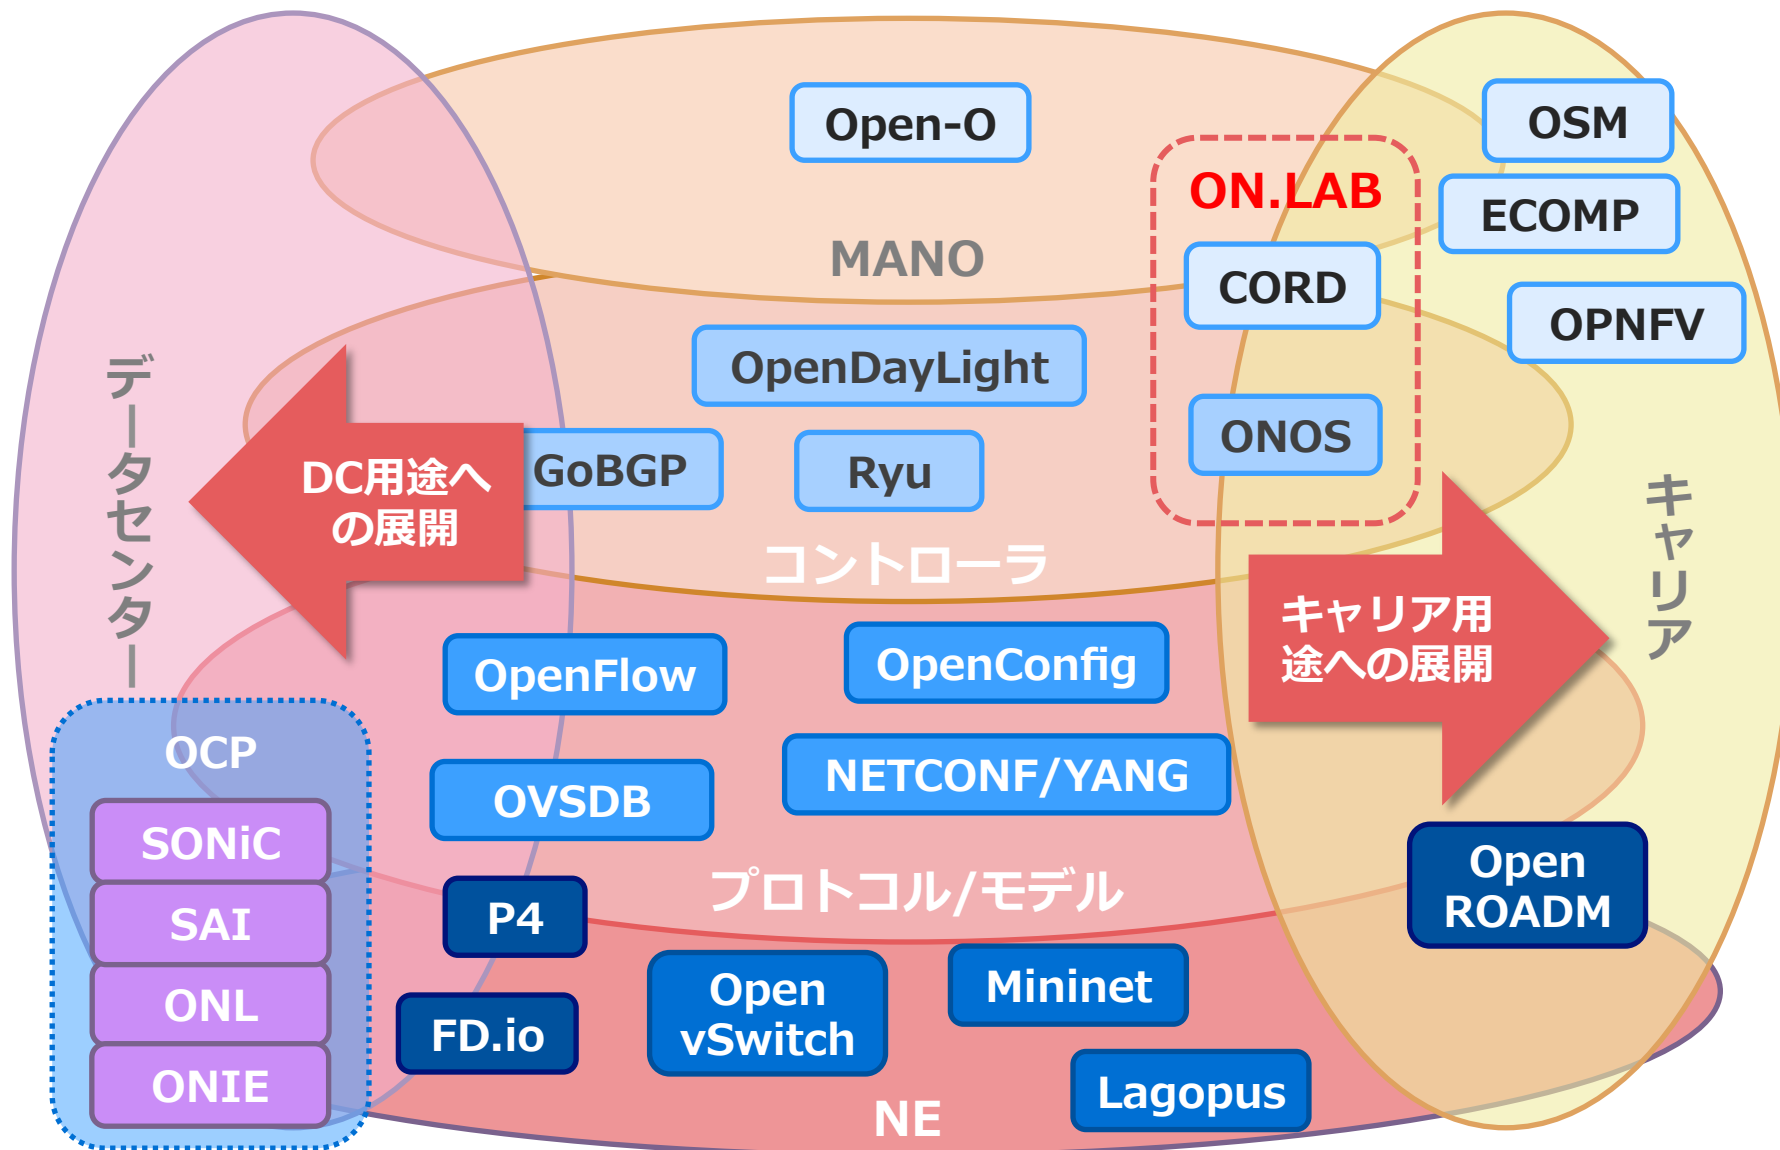 Open-O
OSM
ON.LAB
ECOMP
MANO
CORD
OPNFV
OpenDayLight
データセンター
ONOS
DC用途へ
の展開
GoBGP
Ryu
キャリア
コントローラ
キャリア用
途への展開
OpenFlow
OpenConfig
OCP
NETCONF/YANG
OVSDB
SONiC
Open
ROADM
プロトコル/モデル
P4
SAI
Open
vSwitch
Mininet
ONL
FD.io
ONIE
Lagopus
NE